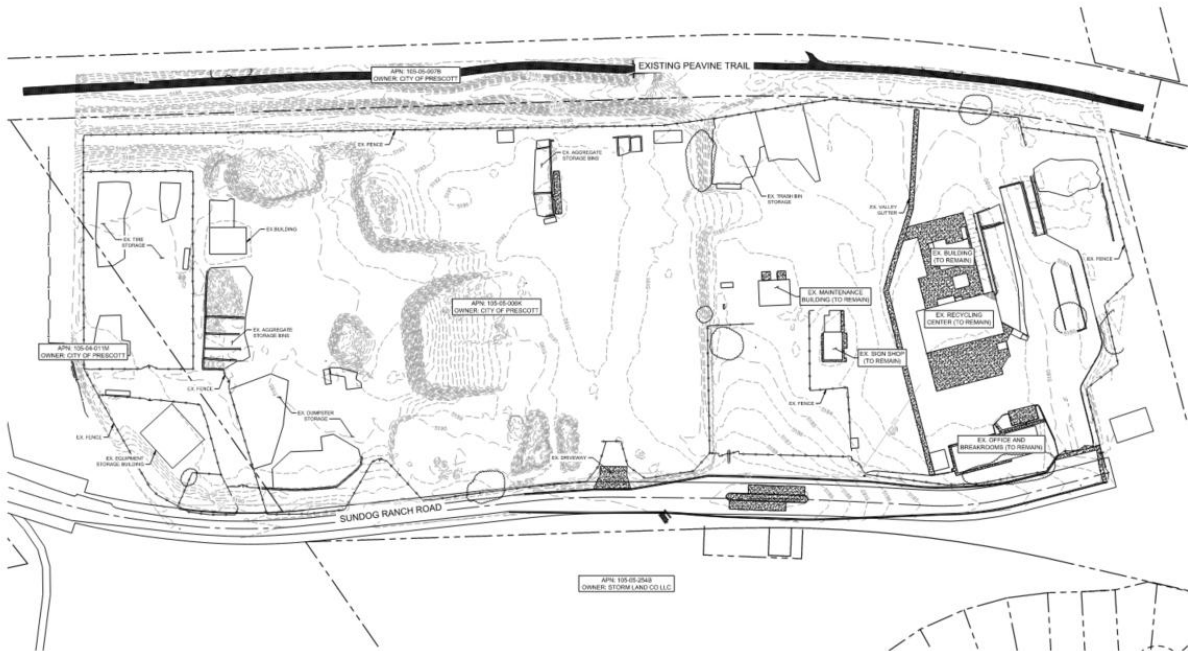 EXISTING PEAVINE TRAIL
APN: 105-05-007B
OWNER: CITY OF PRESCOTT
EX. FENCE
EX. AGGREGATE
STORAGE BINS
EX. TRASH BIN
STORAGE
EX. VALLEY
GUTTER
EX. TIRE
STORAGE
EX.BUILDING
EX. BUILDING
(TO REMAIN)
EX. FENCE
EX. MAINTENANCE
BUILDING (TO REMAIN)
APN: 105-05-006K
OWNER: CITY OF PRESCOTT
EX. RECYCLING
CENTER (TO REMAIN)
EX. AGGREGATE
STORAGE BINS
APN: 105-04-011M
OWNER: CITY OF PRESCOTT
EX. SIGN SHOP
(TO REMAIN)
EX. FENCE
EX. FENCE
EX. DUMPSTER
STORAGE
EX. FENCE
EX. OFFICE AND
BREAKROOMS (TO REMAIN)
EX. EQUIPMENT
STORAGE BUILDING
EX. DRIVEWAY
SUNDOG RANCH ROAD
APN: 105-05-254B
OWNER: STORM LAND CO LLC